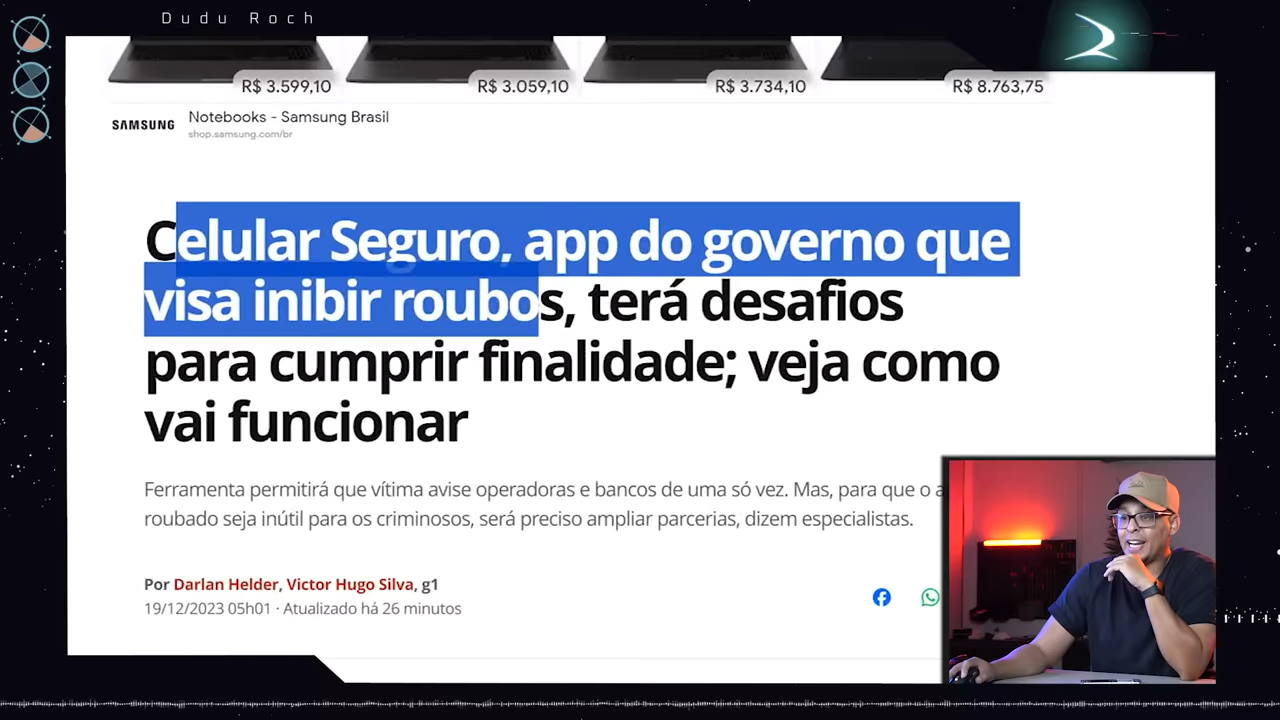 Dudu Roch
R$ 3.599,10
R$ 3.059,10
R$ 3.734,10
R$ 8.763,75
SAMSUNG
Notebooks - Samsung Brasil
shop.samsung.com/br
Celular Seguro, app do governo que
visa inibir roubos, terá desafios
para cumprir finalidade; veja como
vai funcionar
Ferramenta permitirá que vítima avise operadoras e bancos de uma só vez. Mas, para que o a
roubado seja inútil para os criminosos, será preciso ampliar parcerias, dizem especialistas.
Por Darlan Helder, Victor Hugo Silva, g1
19/12/2023 05h01 · Atualizado há 26 minutos